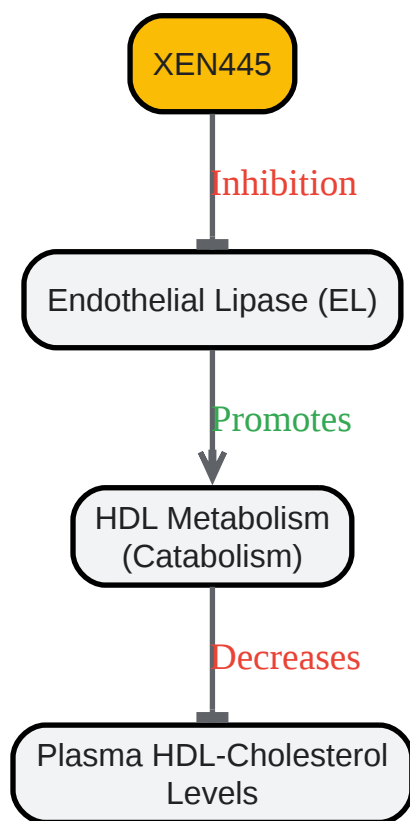 XEN445
Inhibition
Endothelial Lipase (EL)
Promotes
HDL Metabolism
(Catabolism)
Decreases
Plasma HDL-Cholesterol
Levels